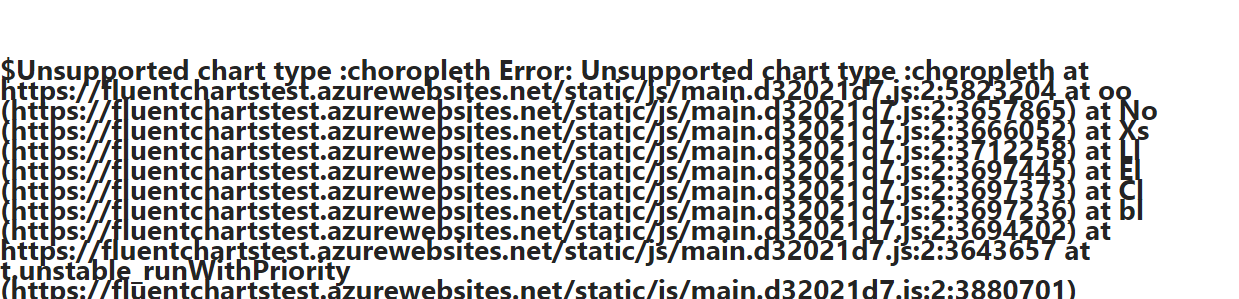 $Unsupported chart type :choropleth Error: Unsupported chart type :choropleth at
https://fluentchartstest.azurewebsites.net/static/js/main.d32021d7.js:2:5823204 at oo
(https://fluentchartstest.azurewebsites.net/static/js/main.d32021d7.js:2:3657865) at No
(https://fluentchartstest.azurewebsites.net/static/js/main.d32021d7.js:2:3666052) at Xs
(https://fluentchartstest.azurewebsites.net/static/js/main.d32021d7.js:2:3712258) at Ll
(https://fluentchartstest.azurewebsites.net/static/js/main.d32021d7.js:2:3697445) at El
(https://fluentchartstest.azurewebsites.net/static/js/main.d32021d7.js:2:3697373) at Cl
(https://fluentchartstest.azurewebsites.net/static/js/main.d32021d7.js:2:3697236) at bl
(https://fluentchartstest.azurewebsites.net/static/js/main.d32021d7.js:2:3694202) at
https://fluentchartstest.azurewebsites.net/static/js/main.d32021d7.js:2:3643657 at
t.unstable_runWithPriority
(https://fluentchartstest.azurewebsites.net/static/js/main.d32021d7.js:2:3880701)